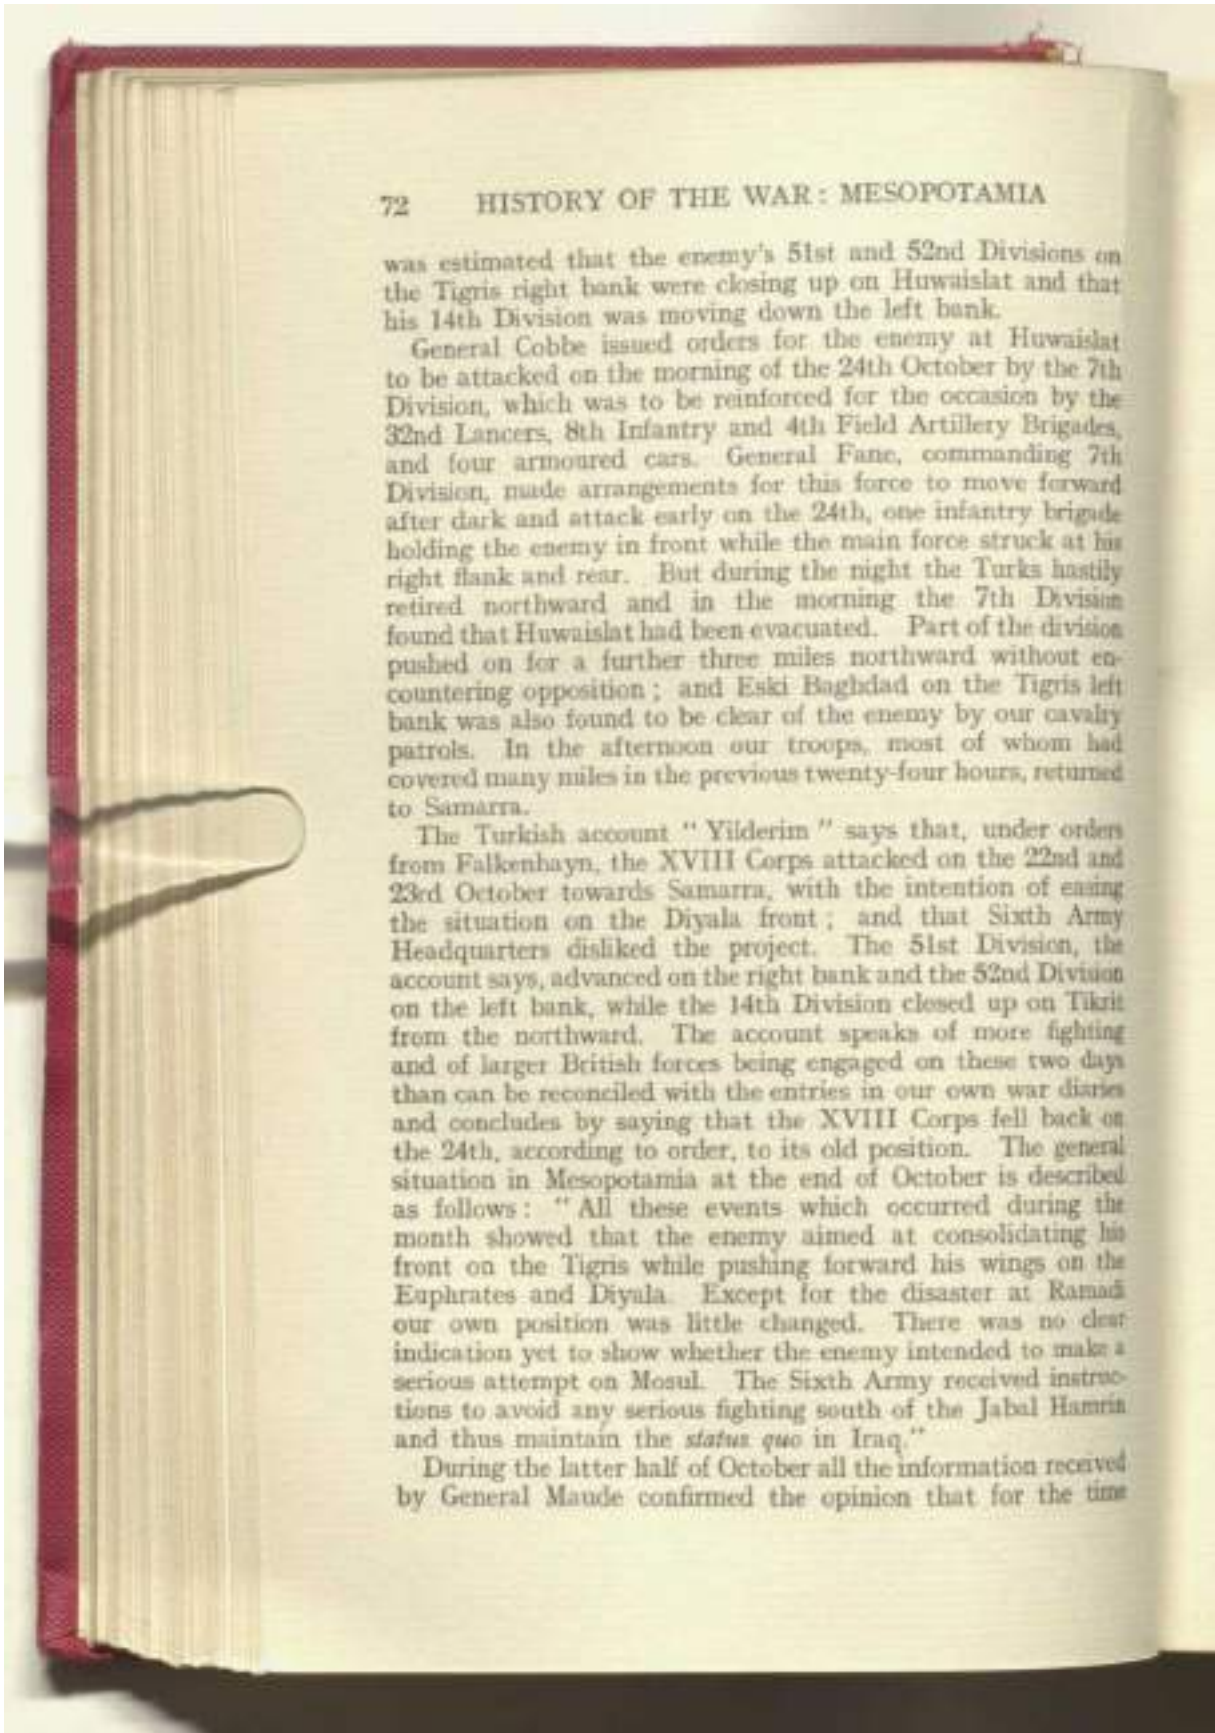 72 HISTORY OF THE WAR: MESOPOTAMIA
was estimated that the enemy's 51st and 52nd Divisions on
the Tigris right bank were closing up on Huwaislat and that
his 14th Division was moving down the left bank.
General Cobbe issued orders for the enemy at Huwaislat
to be attacked on the morning of the 24th October by the 7th
Division, which was to be reinforced for the occasion by the
32nd Lancers, 8th Infantry and 4th Field Artillery Brigades,
and four armoured cars. General Fane, commanding 7th
Division, made arrangements for this force to move forward
after dark and attack early on the 24th, one infantry brigade
holding the enemy in front while the main force struck at his
right flank and rear. But during the night the Turks hastily
retired northward and in the morning the 7th Division
found that Huwaislat had been evacuated. Part of the division
pushed on for a further three miles northward without en-
countering opposition; and Eski Baghdad on the Tigris left
bank was also found to be clear of the enemy by our cavalry
patrols. In the afternoon our troops, most of whom had
covered many miles in the previous twenty-four hours, returned
to Samarra.
The Turkish account "Yilderim" says that, under orders
from Falkenhayn, the XVIII Corps attacked on the 22nd and
23rd October towards Samarra, with the intention of easing
the situation on the Diyala front; and that Sixth Army
Headquarters disliked the project. The 51st Division, the
account says, advanced on the right bank and the 52nd Division
on the left bank, while the 14th Division closed up on Tikrit
from the northward. The account speaks of more fighting
and of larger British forces being engaged on these two days
than can be reconciled with the entries in our own war diaries
and concludes by saying that the XVIII Corps fell back on
the 24th, according to order, to its old position. The general
situation in Mesopotamia at the end of October is described
as follows: "All these events which occurred during the
month showed that the enemy aimed at consolidating his
front on the Tigris while pushing forward his wings on the
Euphrates and Diyala. Except for the disaster at Ramadi
our own position was little changed. There was no clear
indication yet to show whether the enemy intended to make a
serious attempt on Mosul. The Sixth Army received instruc-
tions to avoid any serious fighting south of the Jabal Hamrin
and thus maintain the status quo in Iraq."
During the latter half of October all the information received
by General Maude confirmed the opinion that for the time